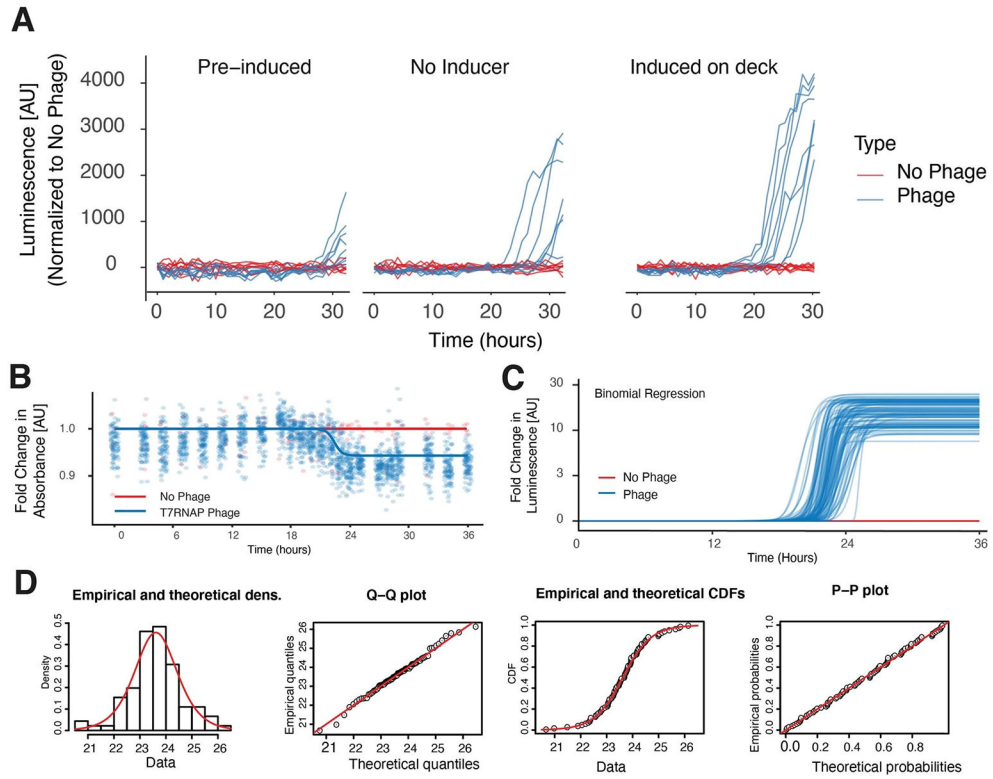 A
Pre–induced
No Inducer
Induced on deck
Luminescence [AU]
(Normalized to No Phage)
4000
3000
2000
1000
0
0 10 20 30
0 10 20 30
0 10 20 30
Time (hours)
Type
No Phage
Phage
B
Fold Change in
Absorbance [AU]
1.0
0.9
No Phage
T7RNAP Phage
0 6 12 18 24 30 36
Time (hours)
C
Fold Change in
Luminescence [AU]
30
10
3
0
Binomial Regression
No Phage
Phage
0 12 24 36
Time (Hours)
D
Empirical and theoretical dens.
Density
0.0 0.1 0.2 0.3 0.4 0.5
21 22 23 24 25 26
Data
Q–Q plot
Empirical quantiles
21 22 23 24 25 26
21 22 23 24 25 26
Theoretical quantiles
Empirical and theoretical CDFs
CDF
0.0 0.2 0.4 0.6 0.8 1.0
21 22 23 24 25 26
Data
P–P plot
Empirical probabilities
0.0 0.2 0.4 0.6 0.8 1.0
0.0 0.2 0.4 0.6 0.8
Theoretical probabilities